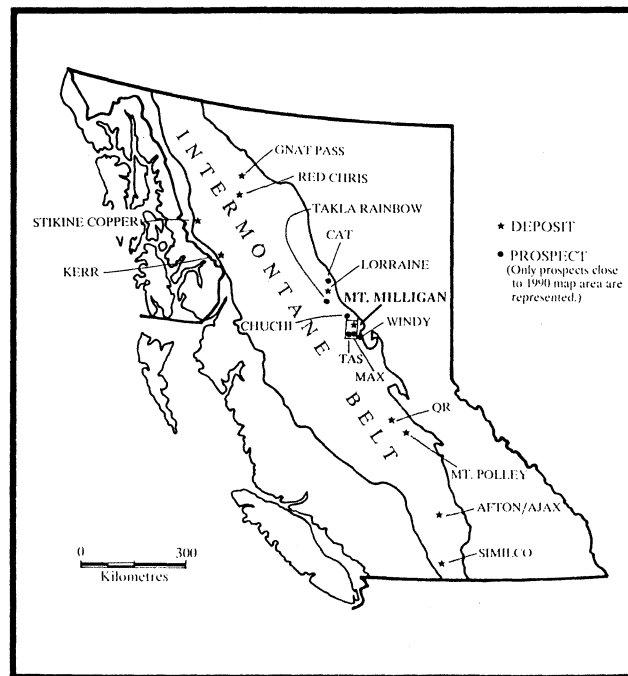 GNAT PASS
RED CHRIS
TAKLA RAINBOW
STIKINE COPPER
CAT
★ DEPOSIT
LORRAINE
● PROSPECT
(Only prospects close
to 1990 map area are
represented.)
KERR
MT. MILLIGAN
CHUCHI
WINDY
TAS
MAX
INTERMONTANE BELT
QR
MT. POLLEY
AFTON/AJAX
SIMILCO
0 300
Kilometres